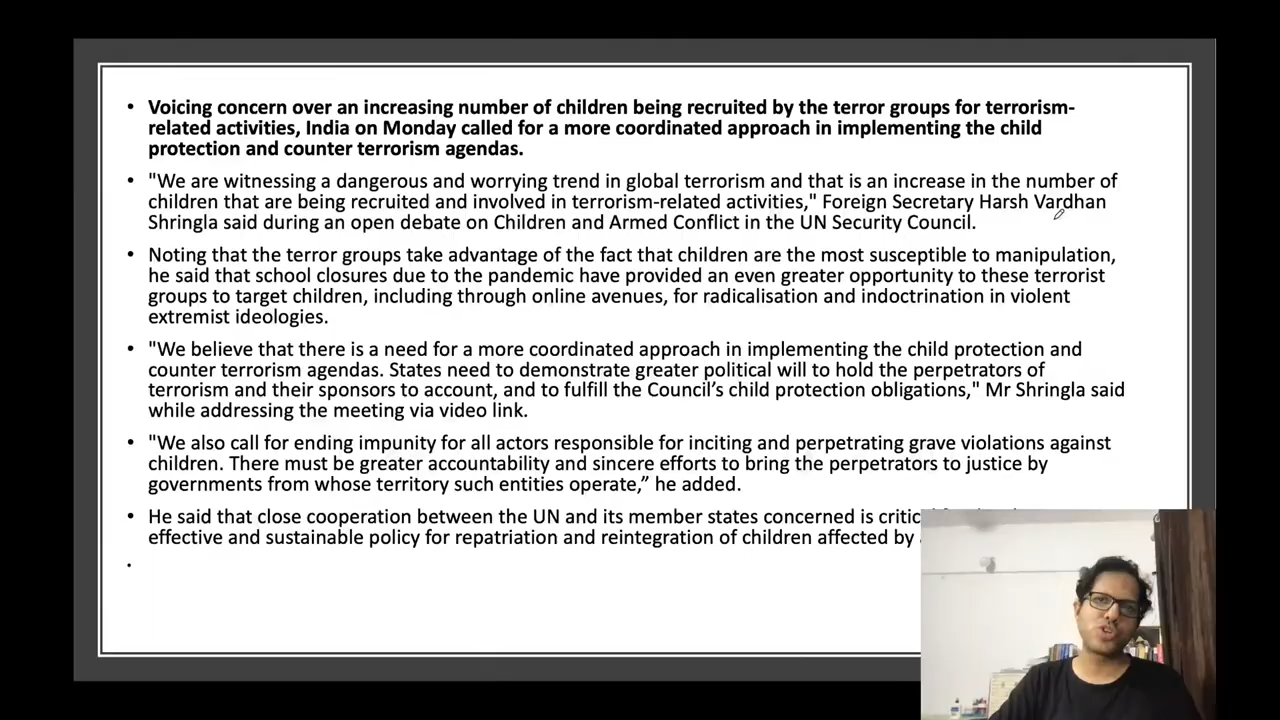 • Voicing concern over an increasing number of children being recruited by the terror groups for terrorism-
related activities, India on Monday called for a more coordinated approach in implementing the child
protection and counter terrorism agendas.
• "We are witnessing a dangerous and worrying trend in global terrorism and that is an increase in the number of
children that are being recruited and involved in terrorism-related activities," Foreign Secretary Harsh Vardhan
Shringla said during an open debate on Children and Armed Conflict in the UN Security Council.
• Noting that the terror groups take advantage of the fact that children are the most susceptible to manipulation,
he said that school closures due to the pandemic have provided an even greater opportunity to these terrorist
groups to target children, including through online avenues, for radicalisation and indoctrination in violent
extremist ideologies.
• "We believe that there is a need for a more coordinated approach in implementing the child protection and
counter terrorism agendas. States need to demonstrate greater political will to hold the perpetrators of
terrorism and their sponsors to account, and to fulfill the Council’s child protection obligations," Mr Shringla said
while addressing the meeting via video link.
• "We also call for ending impunity for all actors responsible for inciting and perpetrating grave violations against
children. There must be greater accountability and sincere efforts to bring the perpetrators to justice by
governments from whose territory such entities operate,” he added.
• He said that close cooperation between the UN and its member states concerned is
effective and sustainable policy for repatriation and reintegration of children affected by
•